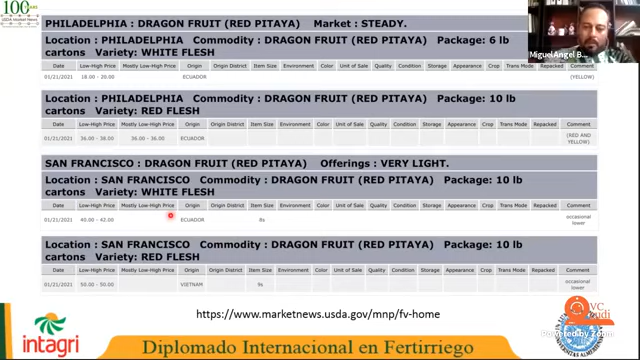 100
USDA Market News
PHILADELPHIA : DRAGON FRUIT (RED PITAYA) Market : STEADY.
Location : PHILADELPHIA Commodity : DRAGON FRUIT (RED PITAYA) Package: 6 lb
cartons Variety: WHITE FLESH
Date Low-High Price Mostly Low-High Price Origin Origin District Item Size Environment Color Unit of Sale Quality Condition Storage Appearance Crop Trans Mode Repacked Comment
01/21/2021 18.00 - 20.00 ECUADOR (YELLOW)
Location : PHILADELPHIA Commodity : DRAGON FRUIT (RED PITAYA) Package: 10 lb
cartons Variety: RED FLESH
Date Low-High Price Mostly Low-High Price Origin Origin District Item Size Environment Color Unit of Sale Quality Condition Storage Appearance Crop Trans Mode Repacked Comment
01/21/2021 36.00 - 38.00 36.00 - 36.00 ECUADOR (RED AND
YELLOW)
SAN FRANCISCO : DRAGON FRUIT (RED PITAYA) Offerings : VERY LIGHT.
Location : SAN FRANCISCO Commodity : DRAGON FRUIT (RED PITAYA) Package: 10 lb
cartons Variety: WHITE FLESH
Date Low-High Price Mostly Low-High Price Origin Origin District Item Size Environment Color Unit of Sale Quality Condition Storage Appearance Crop Trans Mode Repacked Comment
01/21/2021 40.00 - 42.00 ECUADOR 8s occasional
lower
Location : SAN FRANCISCO Commodity : DRAGON FRUIT (RED PITAYA) Package: 10 lb
cartons Variety: RED FLESH
Date Low-High Price Mostly Low-High Price Origin Origin District Item Size Environment Color Unit of Sale Quality Condition Storage Appearance Crop Trans Mode Repacked Comment
01/21/2021 50.00 - 50.00 VIETNAM 9s occasional
lower
Miguel Angel B...
https://www.marketnews.usda.gov/mnp/fv-home
intagri
Diplomado Internacional en Fertirriego
Powered by Zoom